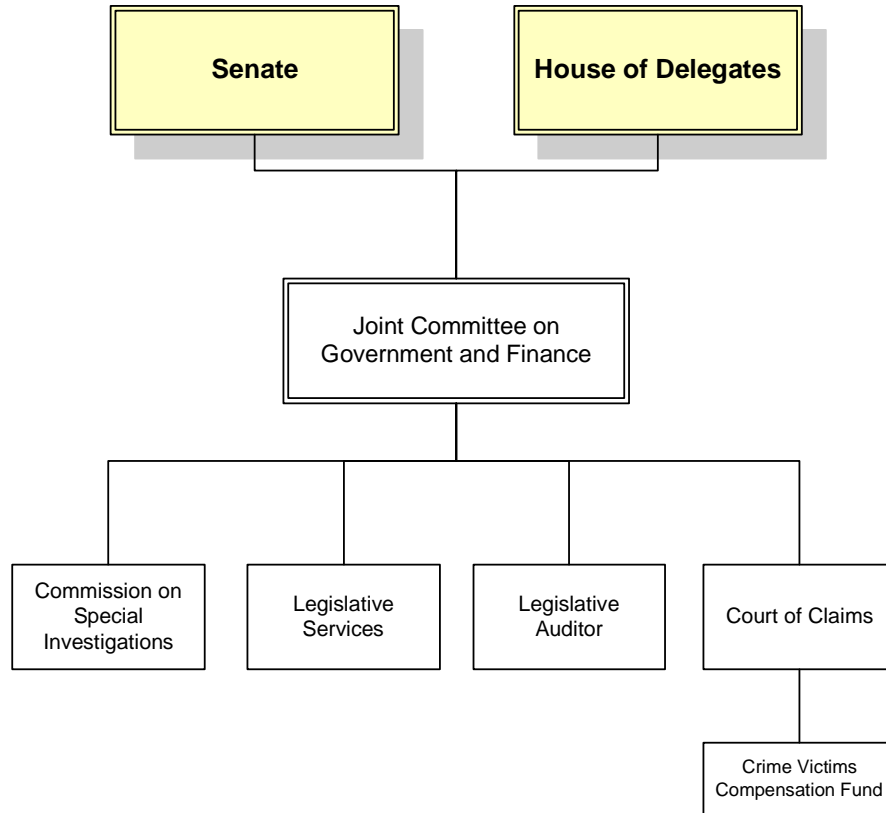 Senate
House of Delegates
Joint Committee on
Government and Finance
Commission on
Special
Investigations
Legislative
Services
Legislative
Auditor
Court of Claims
Crime Victims
Compensation Fund